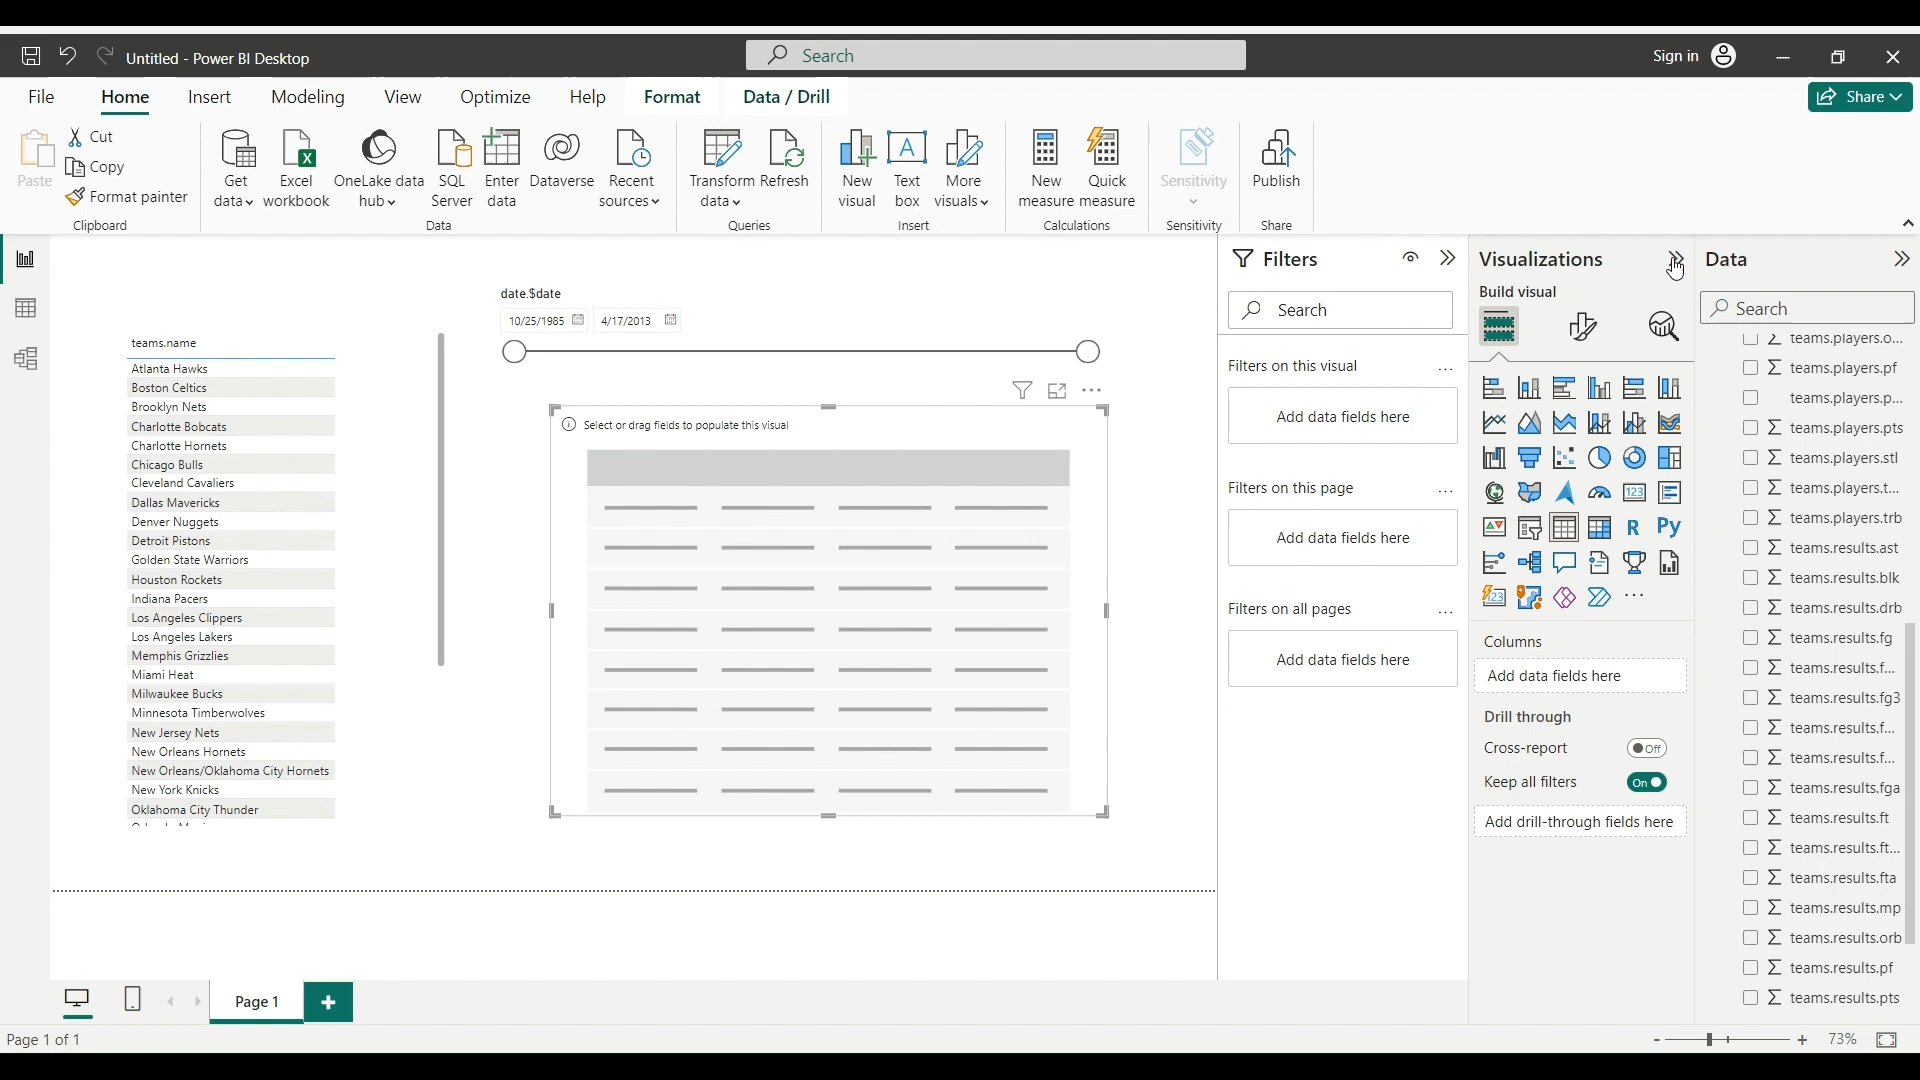 Untitled - Power BI Desktop
Search
Sign in
File Home Insert Modeling View Optimize Help Format Data / Drill
Share
Paste
Cut
Copy
Format painter
Get data
Excel workbook
OneLake data hub
SQL Server
Enter data
Dataverse
Recent sources
Transform data
Refresh
New visual
Text box
More visuals
New measure
Quick measure
Sensitivity
Publish
Clipboard
Data
Queries
Insert
Calculations
Sensitivity
Share
teams.name
Atlanta Hawks
Boston Celtics
Brooklyn Nets
Charlotte Bobcats
Charlotte Hornets
Chicago Bulls
Cleveland Cavaliers
Dallas Mavericks
Denver Nuggets
Detroit Pistons
Golden State Warriors
Houston Rockets
Indiana Pacers
Los Angeles Clippers
Los Angeles Lakers
Memphis Grizzlies
Miami Heat
Milwaukee Bucks
Minnesota Timberwolves
New Jersey Nets
New Orleans Hornets
New Orleans/Oklahoma City Hornets
New York Knicks
Oklahoma City Thunder
date.$date
10/25/1985 4/17/2013
Select or drag fields to populate this visual
Filters
Search
Filters on this visual ...
Add data fields here
Filters on this page ...
Add data fields here
Filters on all pages ...
Add data fields here
Visualizations
Build visual
123
R
Py
123
...
Columns
Add data fields here
Drill through
Cross-report Off
Keep all filters On
Add drill-through fields here
Data
Search
Σ teams.players.o...
Σ teams.players.pf
teams.players.p...
Σ teams.players.pts
Σ teams.players.stl
Σ teams.players.t...
Σ teams.players.trb
Σ teams.results.ast
Σ teams.results.blk
Σ teams.results.drb
Σ teams.results.fg
Σ teams.results.f...
Σ teams.results.fg3
Σ teams.results.f...
Σ teams.results.f...
Σ teams.results.fga
Σ teams.results.ft
Σ teams.results.ft...
Σ teams.results.fta
Σ teams.results.mp
Σ teams.results.orb
Σ teams.results.pf
Σ teams.results.pts
Page 1
Page 1 of 1
- + 73%